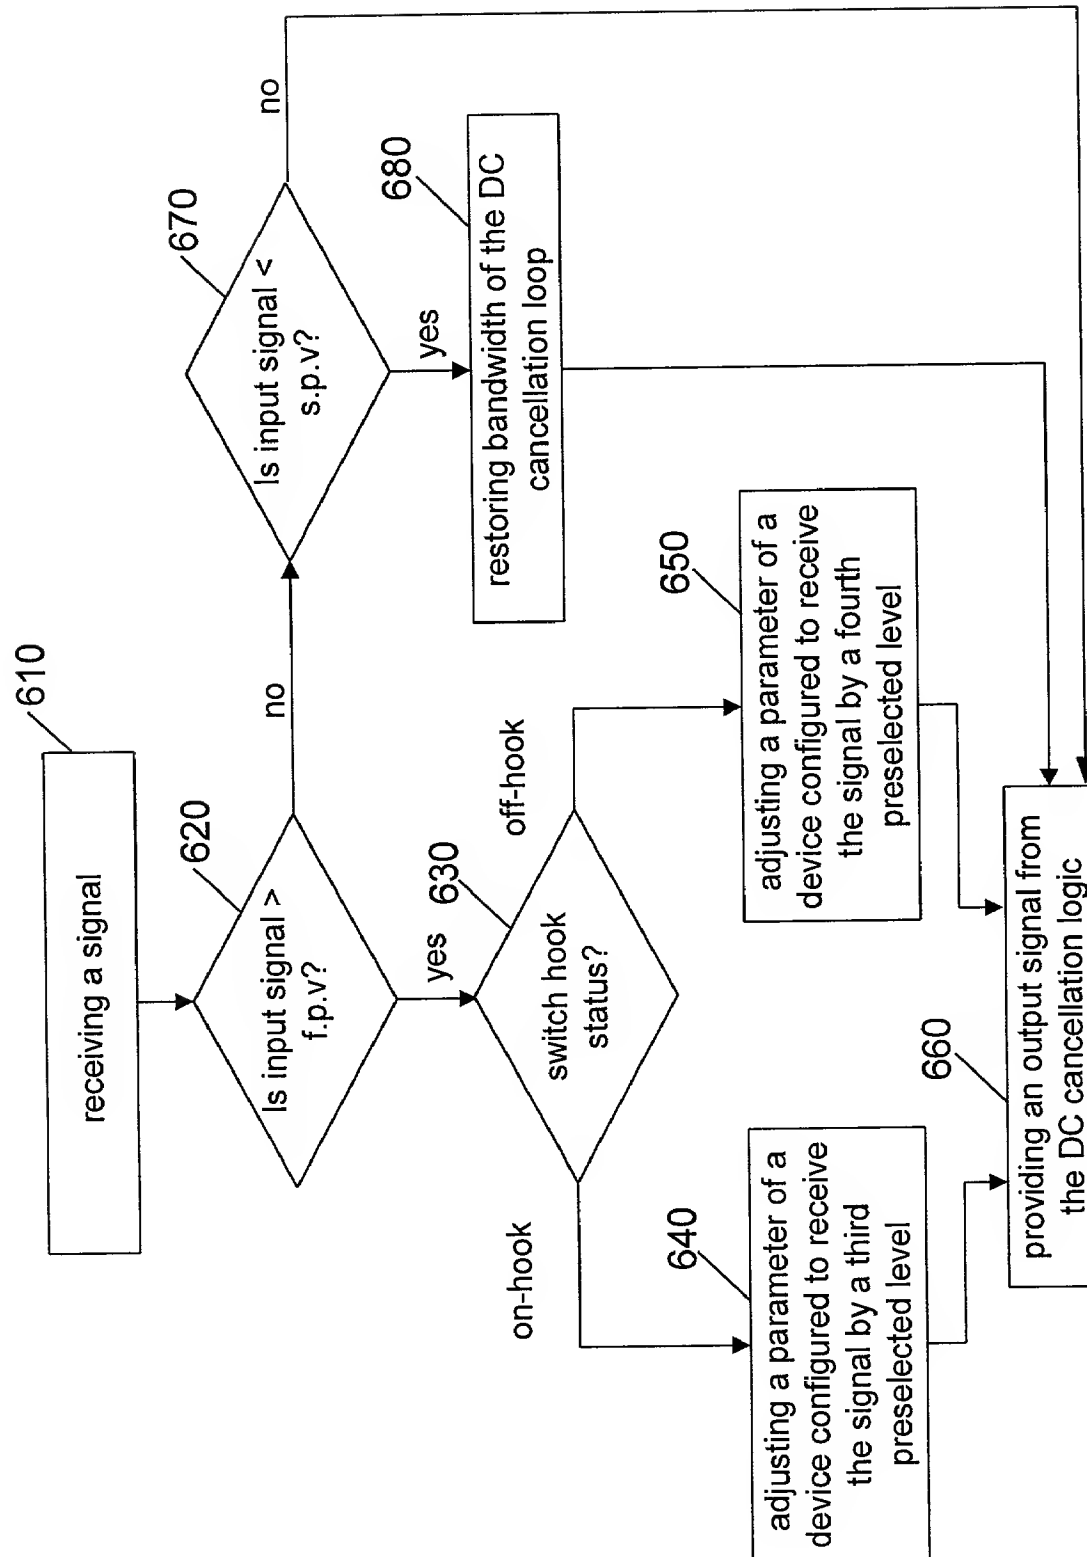 610
receiving a signal
620
Is input signal >
f.p.v?
no
yes
670
Is input signal <
s.p.v?
no
yes
680
restoring bandwidth of the DC
cancellation loop
630
switch hook
status?
on-hook
off-hook
640
adjusting a parameter of a
device configured to receive
the signal by a third
preselected level
650
adjusting a parameter of a
device configured to receive
the signal by a fourth
preselected level
660
providing an output signal from
the DC cancellation logic